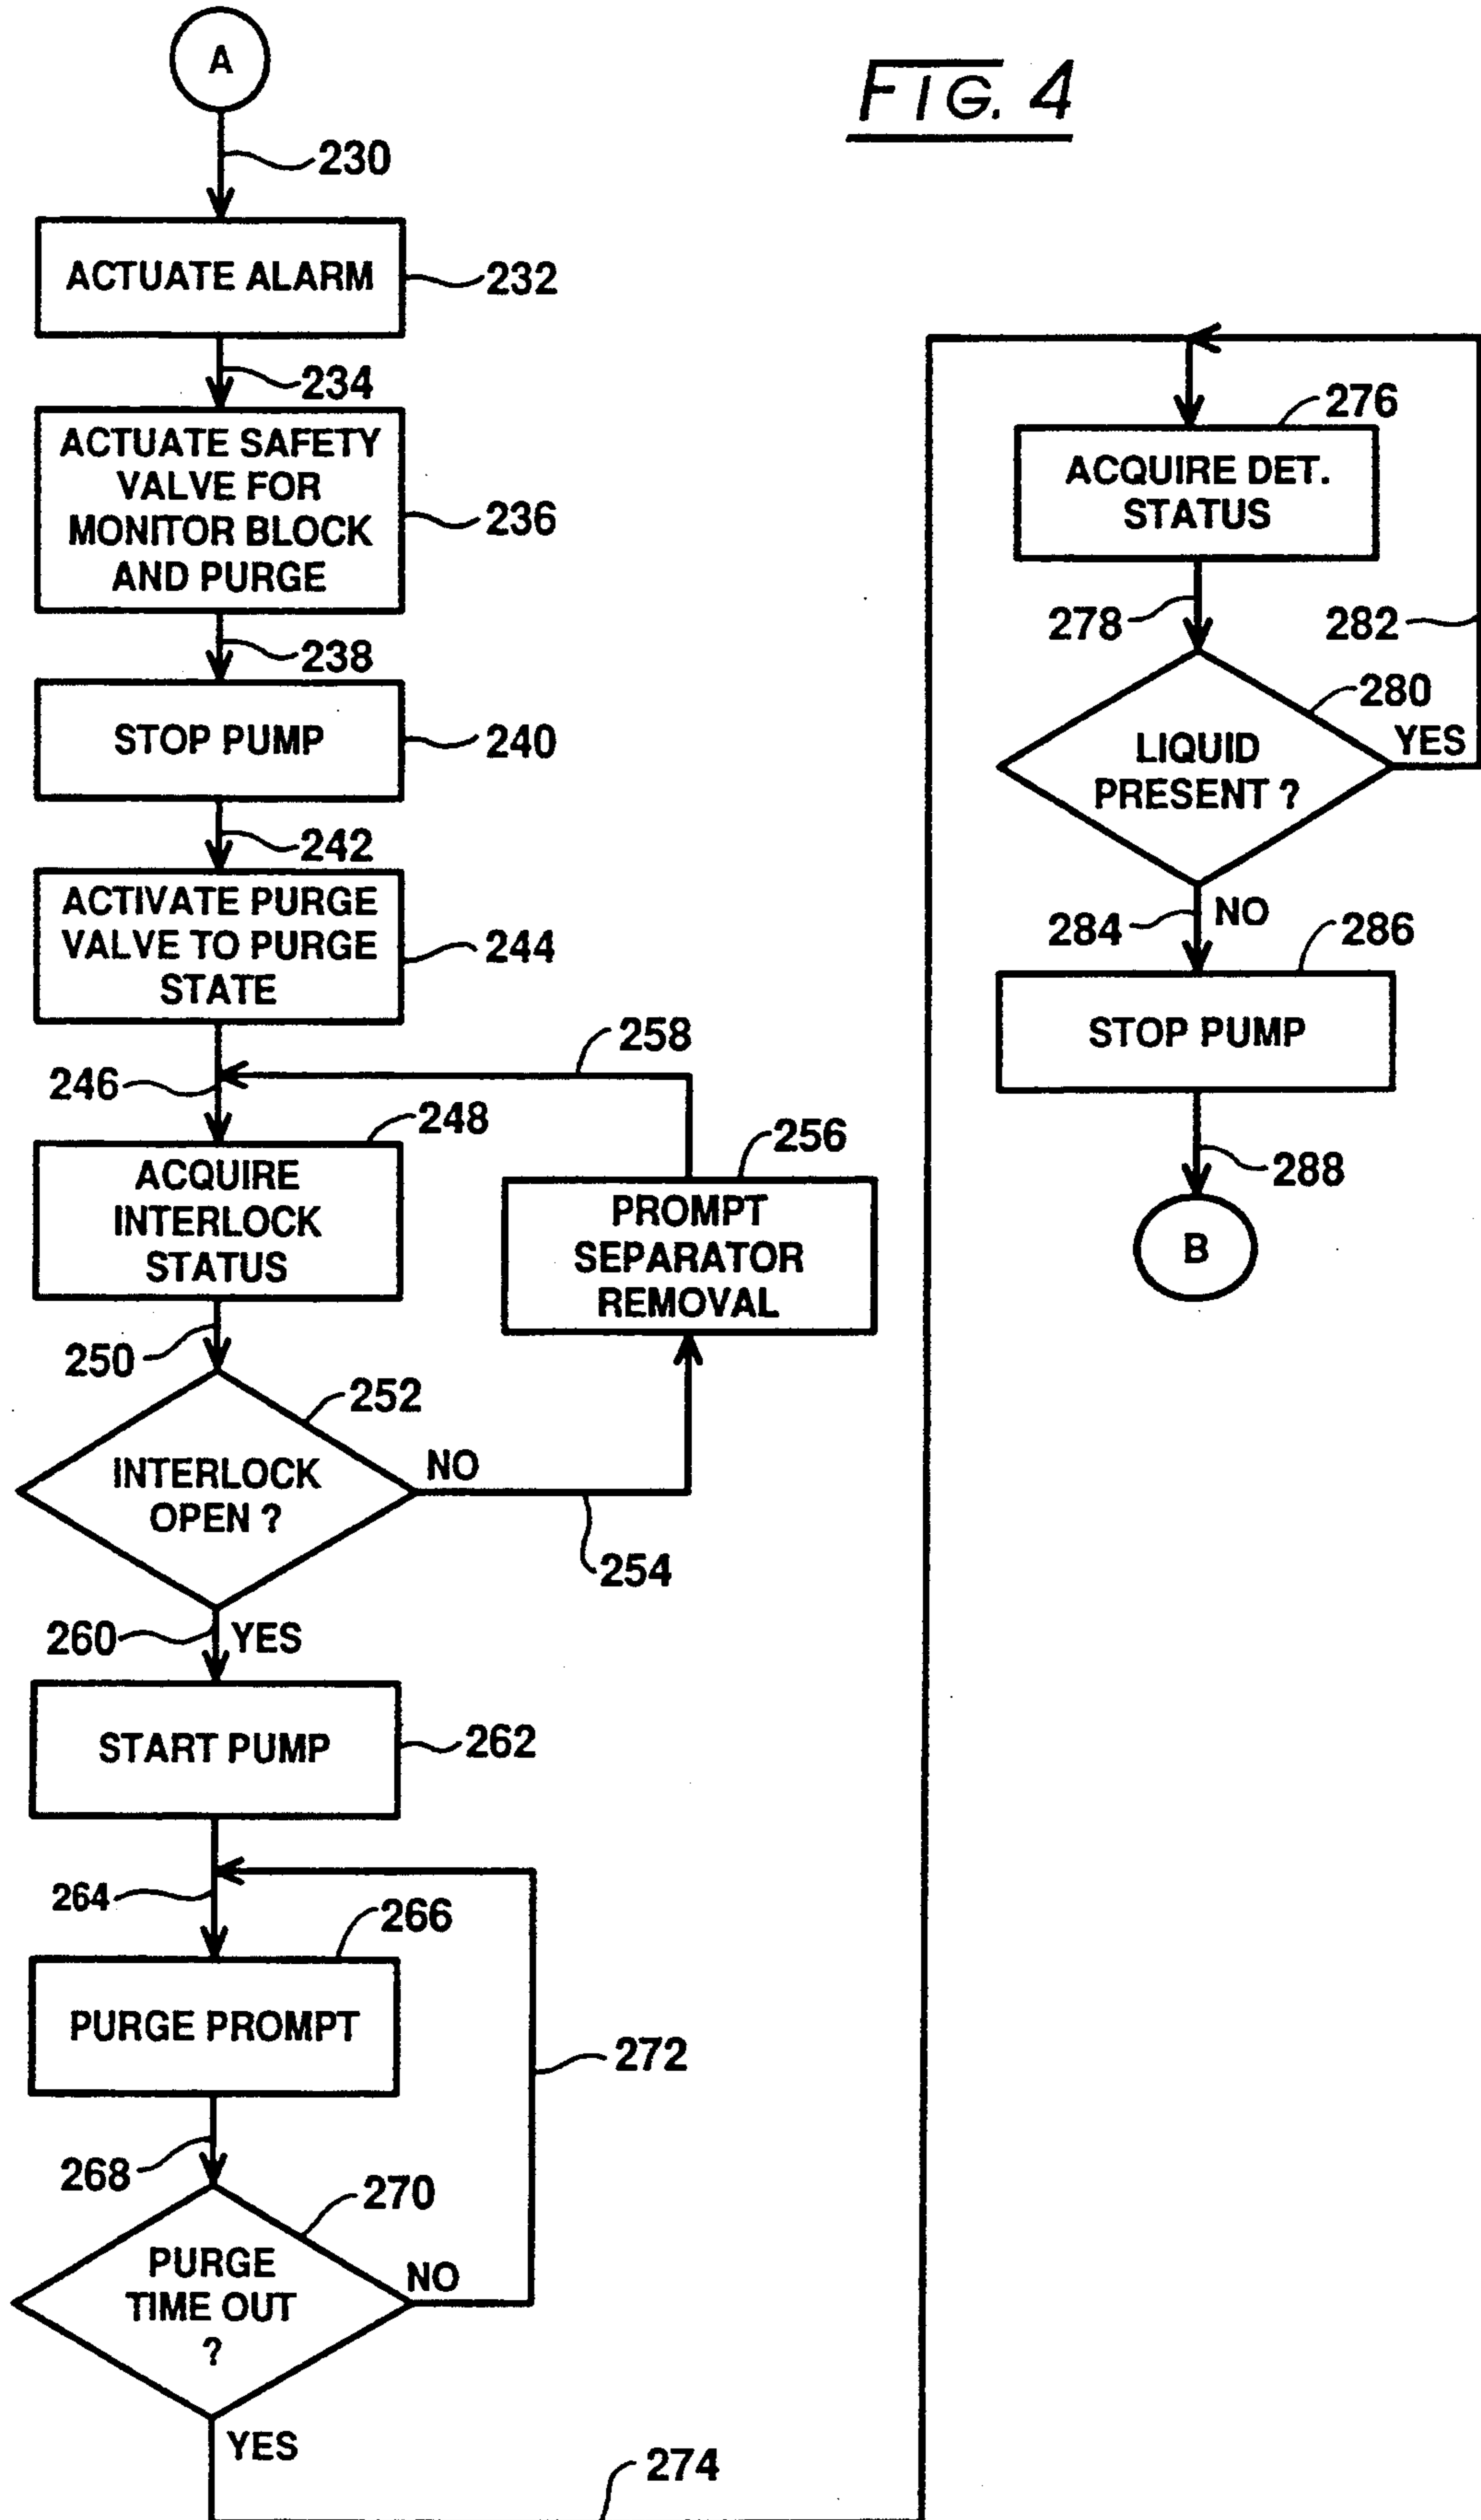 FIG. 4
A
230
ACTUATE ALARM
232
234
ACTUATE SAFETY
VALVE FOR
MONITOR BLOCK
AND PURGE
236
238
STOP PUMP
240
242
ACTIVATE PURGE
VALVE TO PURGE
STATE
244
246
258
248
ACQUIRE
INTERLOCK
STATUS
256
PROMPT
SEPARATOR
REMOVAL
250
252
INTERLOCK
OPEN ?
NO
254
260
YES
START PUMP
262
264
266
PURGE PROMPT
272
268
270
PURGE
TIME OUT
?
NO
YES
274
276
ACQUIRE DET.
STATUS
278
282
280
LIQUID
PRESENT ?
YES
284
NO
286
STOP PUMP
288
B